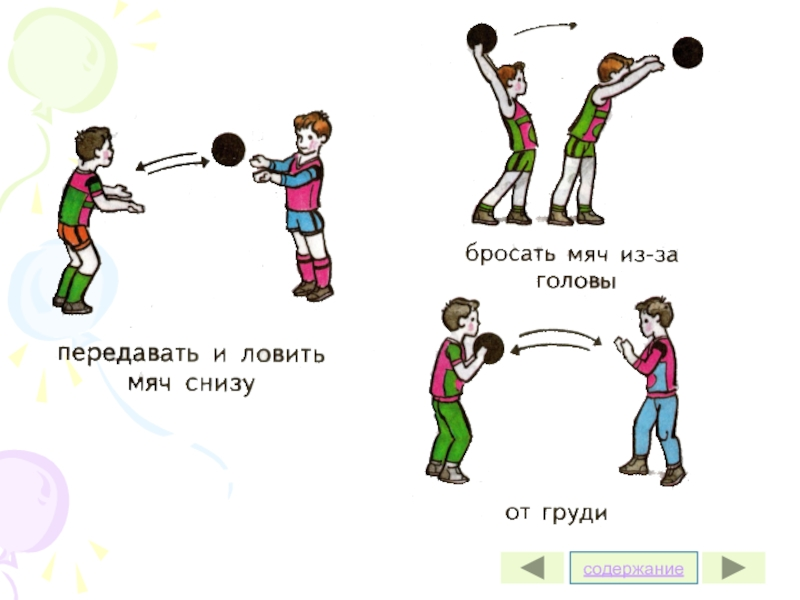 передавать и ловить
мяч снизу
бросать мяч из-за
головы
от груди
содержание